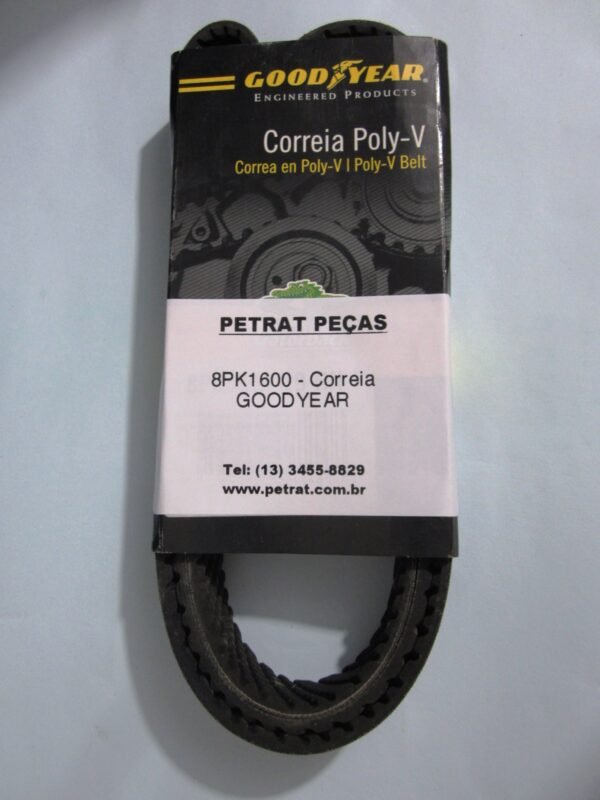 GOODYEAR
ENGINEERED PRODUCTS
Correia Poly-V
Correa en Poly-V | Poly-V Belt
PETRAT PEÇAS
8PK1600 - Correia
GOODYEAR
Tel: (13) 3455-8829
www.petrat.com.br